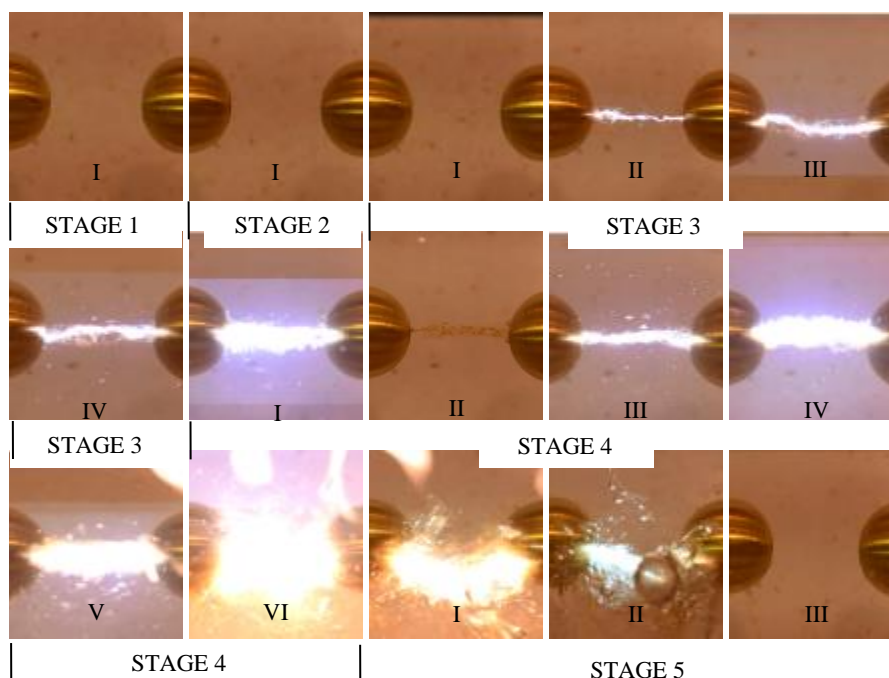 I I I II III
STAGE 1 STAGE 2 STAGE 3
IV I II III IV
STAGE 3 STAGE 4
V VI I II III
STAGE 4 STAGE 5